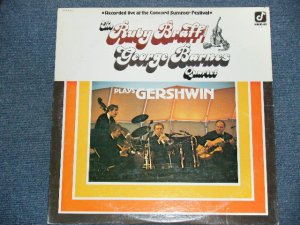 • Recorded live at the Concord Summer Festival •
The
Ruby Braff
George Barnes
Quartet
PLAYS GERSHWIN